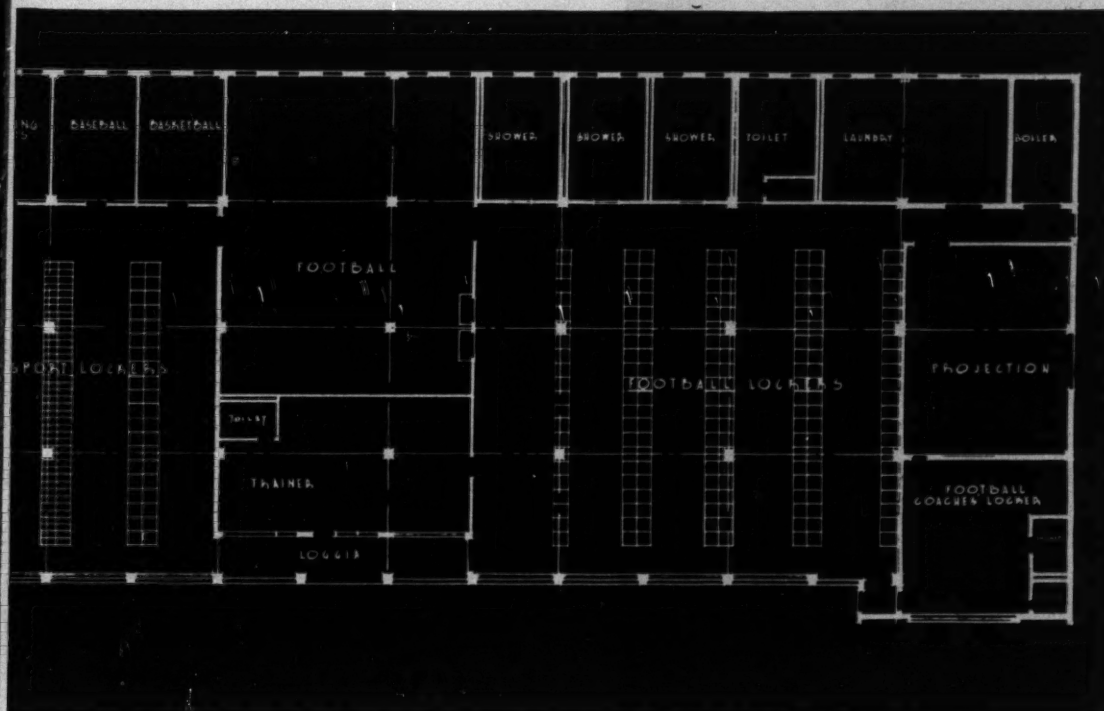 BASEBALL
BASKETBALL
SHOWER
SHOWER
SHOWER
TOILET
LAUNDRY
BOILER
FOOTBALL
SPORT LOCKERS
FOOTBALL LOCKERS
PROJECTION
TOILET
TRAINER
FOOTBALL
COACHES LOCKER
LOGGIA